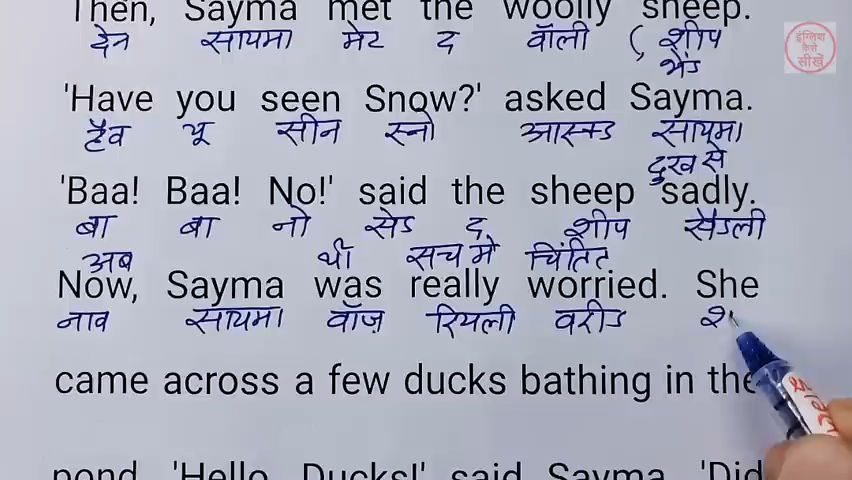 Then, Sayma met the woolly sheep.
देन सायमा मेट द वॉली ( शीप
भेंड
'Have you seen Snow?' asked Sayma.
हैव यू सीन स्नो आस्क्ड सायमा
दुख से
'Baa! Baa! No!' said the sheep sadly.
बा बा नो सेड द शीप सैडली
अब थी सच में चिंतित
Now, Sayma was really worried. She
नाव सायमा वॉज़ रियली वरीड
came across a few ducks bathing in the
pond. 'Hello, Ducks!' said Sayma. 'Did
इंग्लिश
कैसे
सीखें